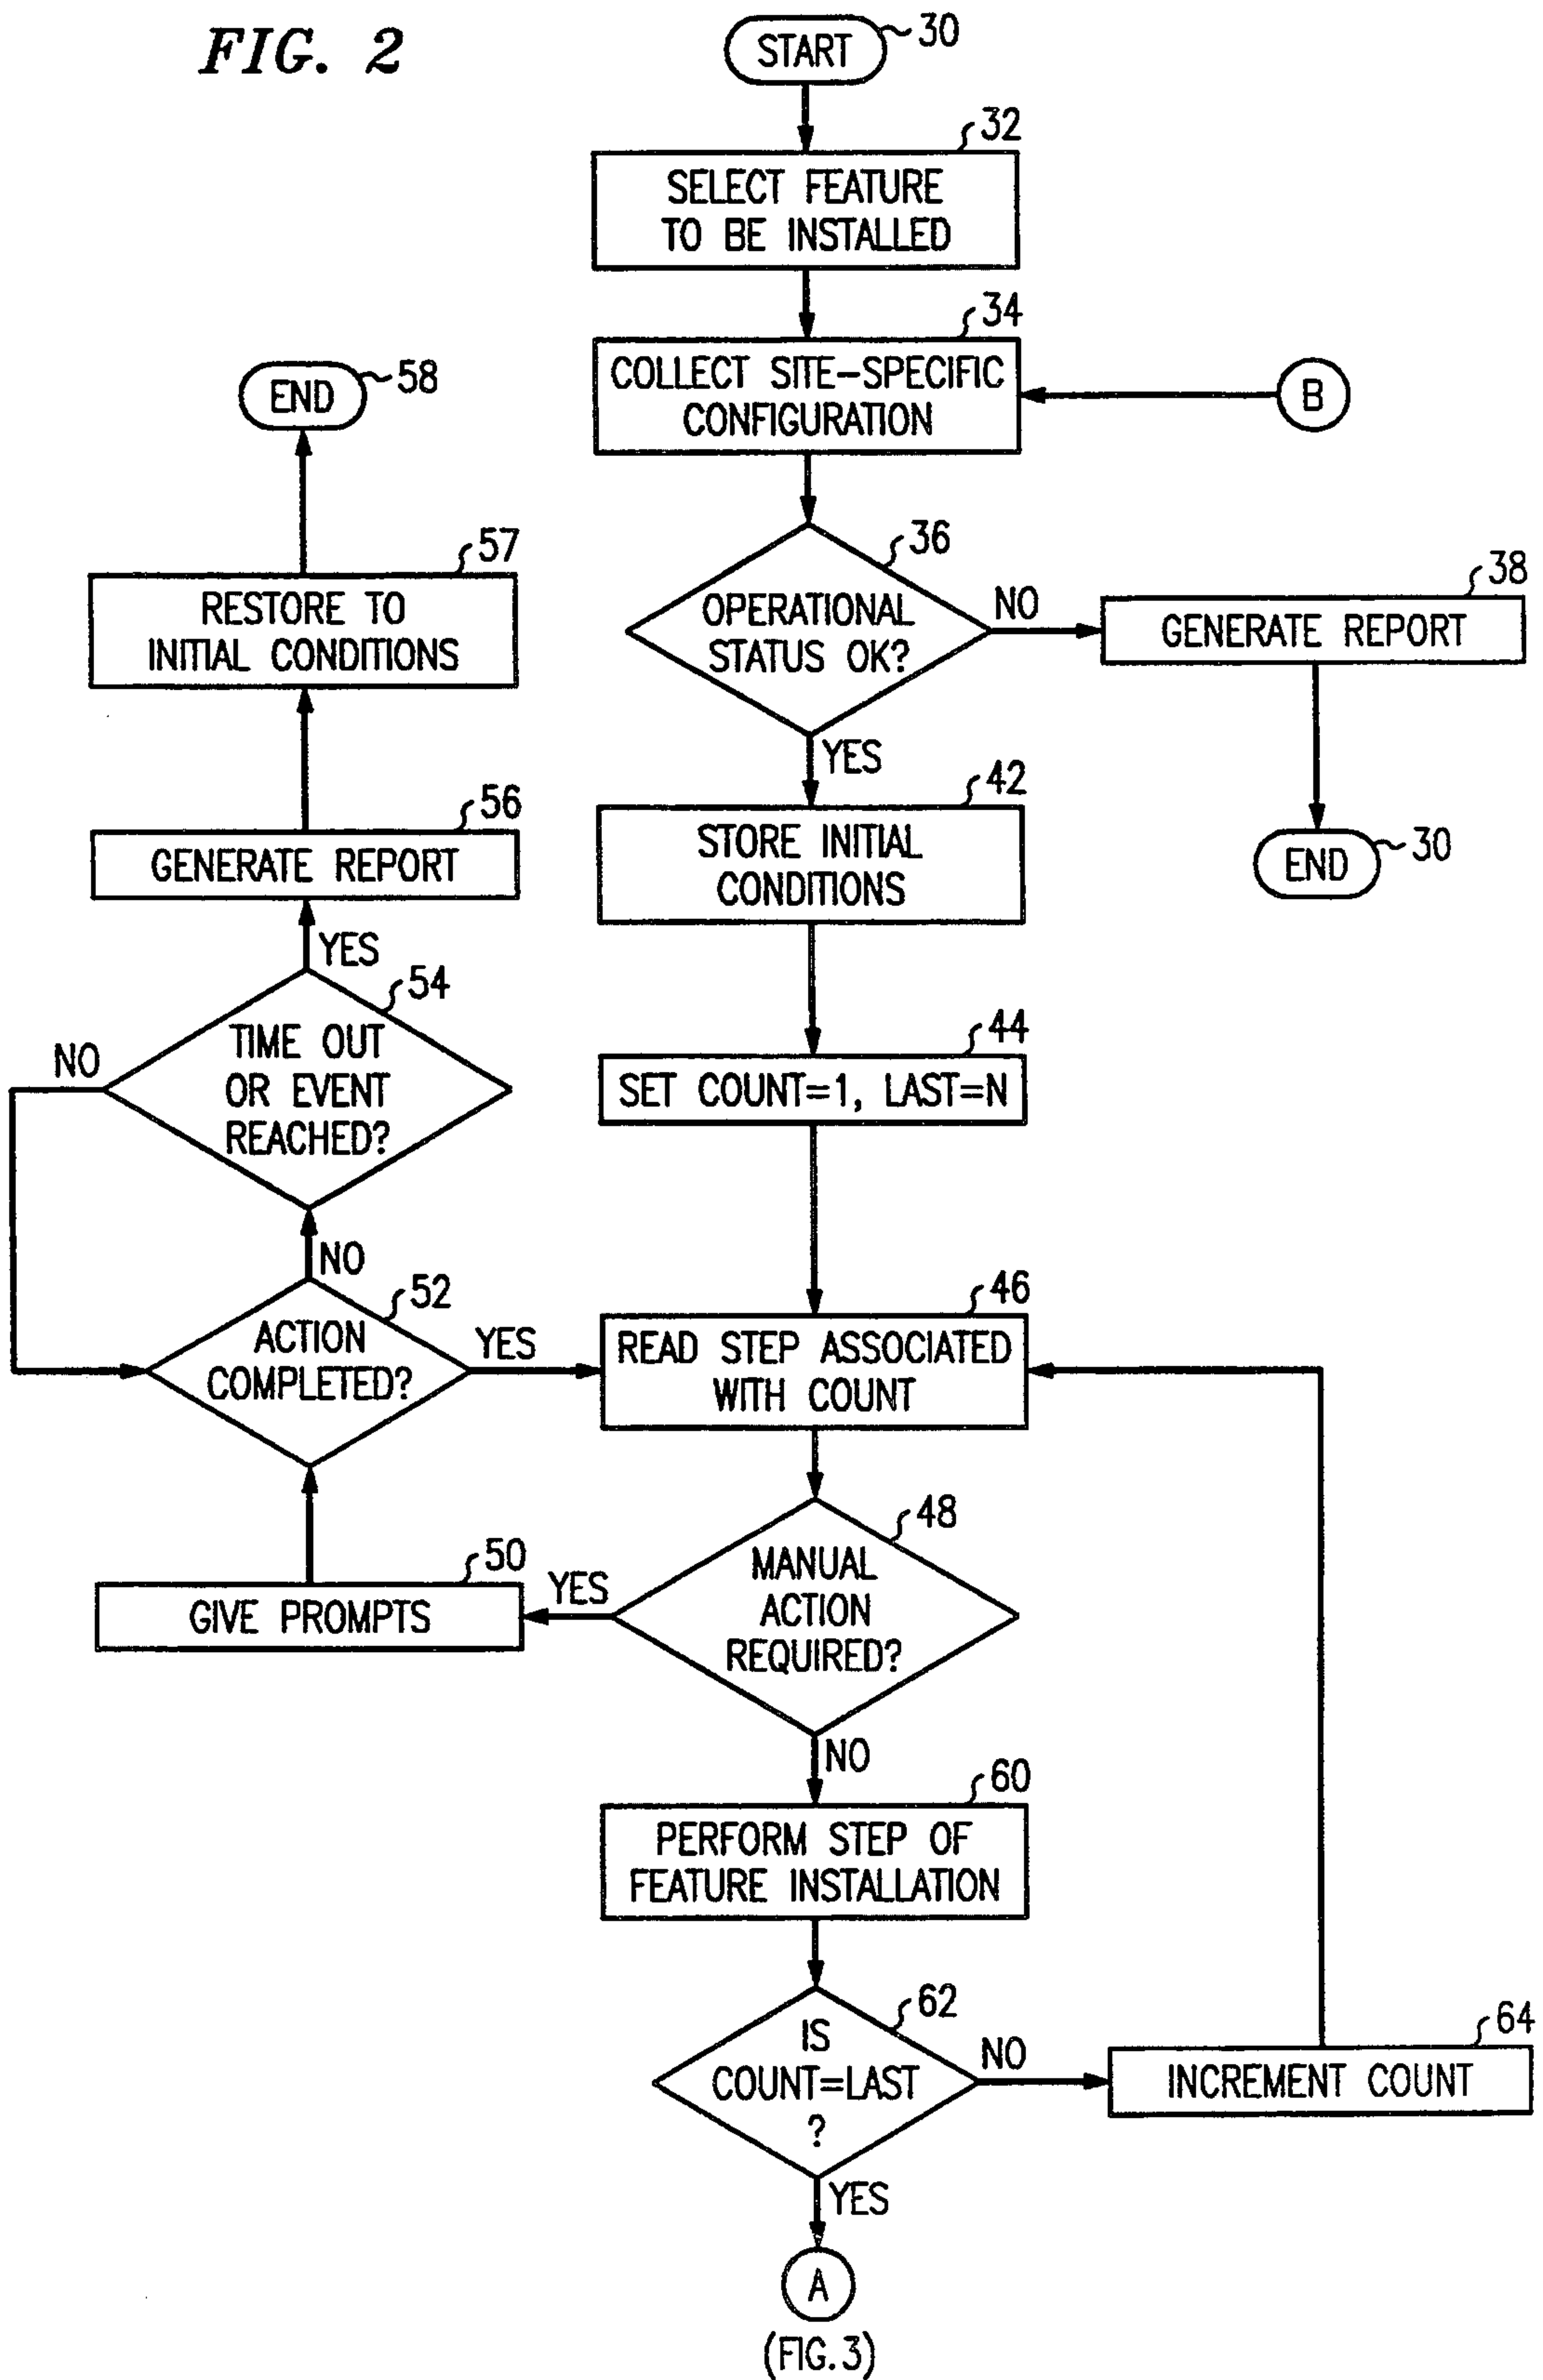 FIG. 2
START
30
32
SELECT FEATURE
TO BE INSTALLED
34
COLLECT SITE-SPECIFIC
CONFIGURATION
B
END
58
36
OPERATIONAL
STATUS OK?
NO
38
GENERATE REPORT
YES
END
30
57
RESTORE TO
INITIAL CONDITIONS
42
STORE INITIAL
CONDITIONS
56
GENERATE REPORT
YES
54
TIME OUT
OR EVENT
REACHED?
NO
44
SET COUNT=1, LAST=N
NO
52
ACTION
COMPLETED?
YES
46
READ STEP ASSOCIATED
WITH COUNT
48
MANUAL
ACTION
REQUIRED?
YES
50
GIVE PROMPTS
NO
60
PERFORM STEP OF
FEATURE INSTALLATION
62
IS
COUNT=LAST
?
NO
64
INCREMENT COUNT
YES
A
(FIG.3)